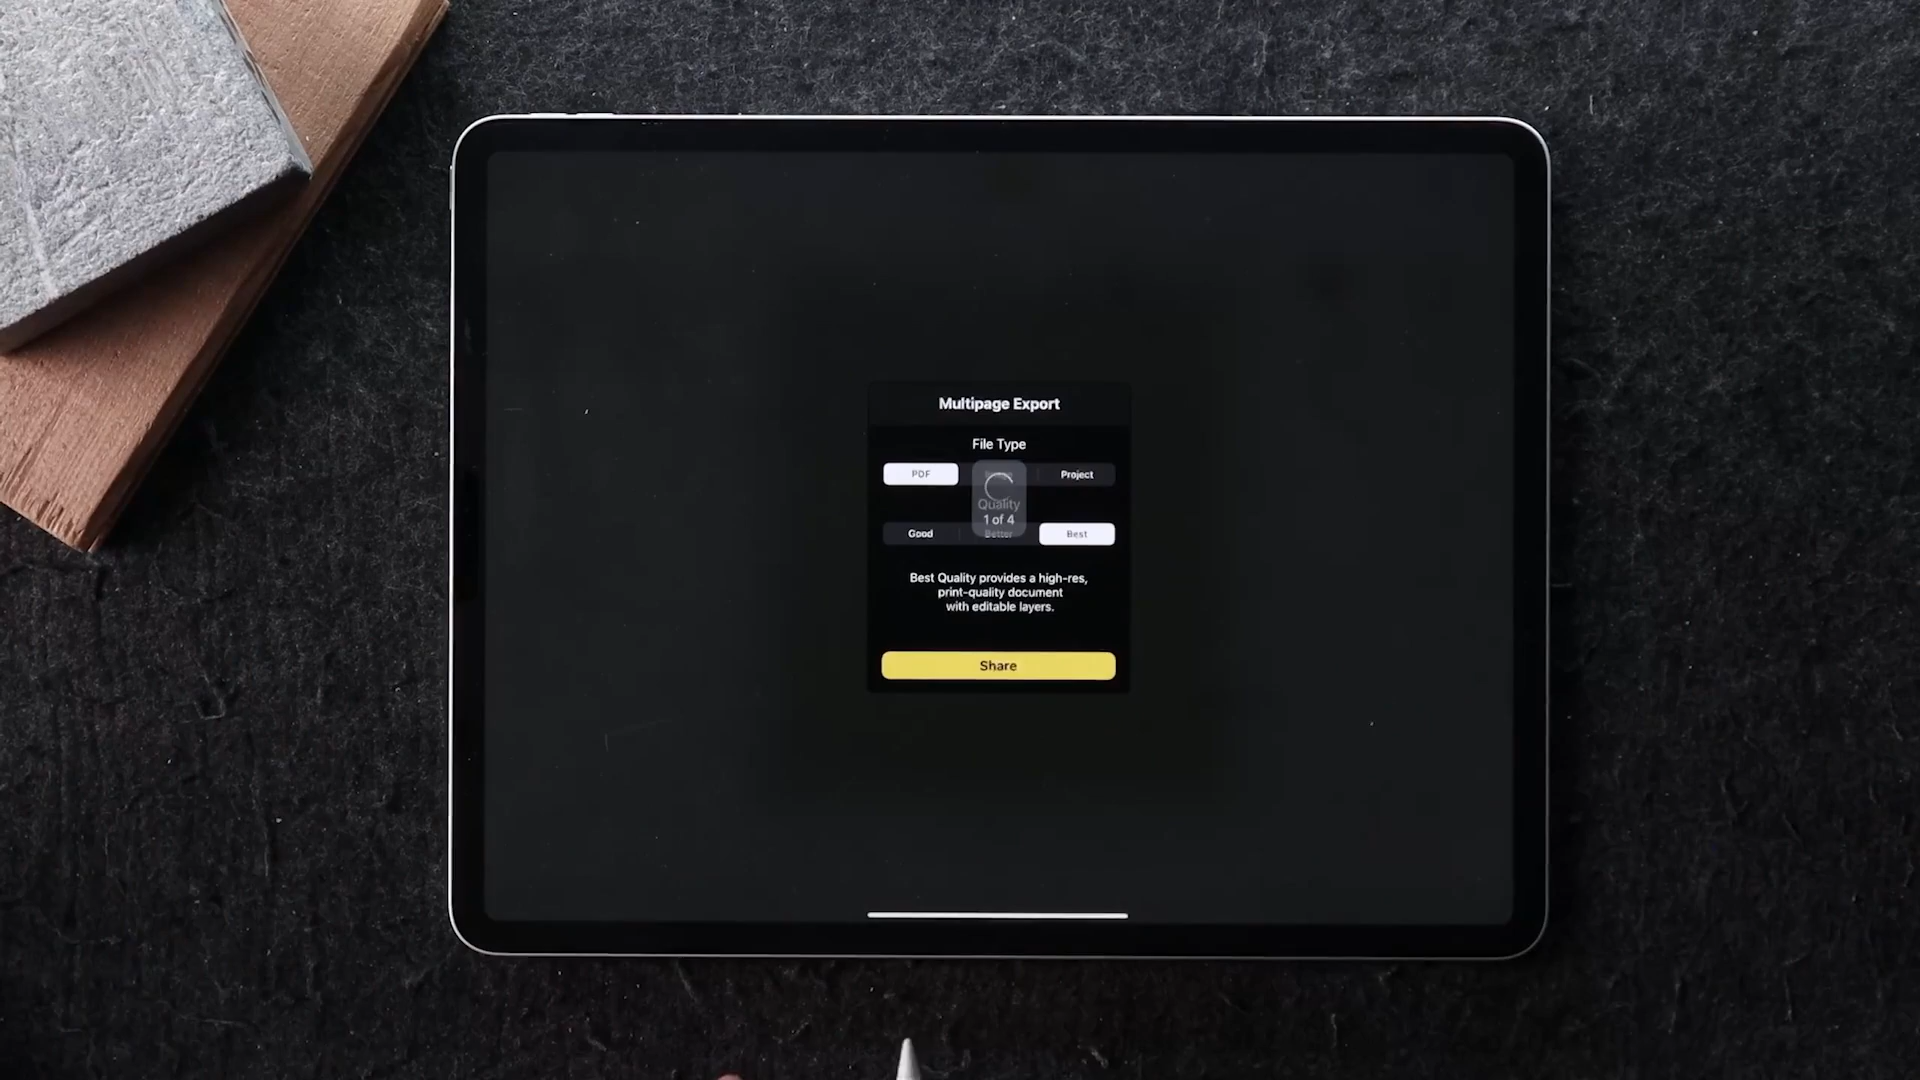 Multipage Export
File Type
PDF
Project
Quality
1 of 4
Good
Better
Best
Best Quality provides a high-res,
print-quality document
with editable layers.
Share